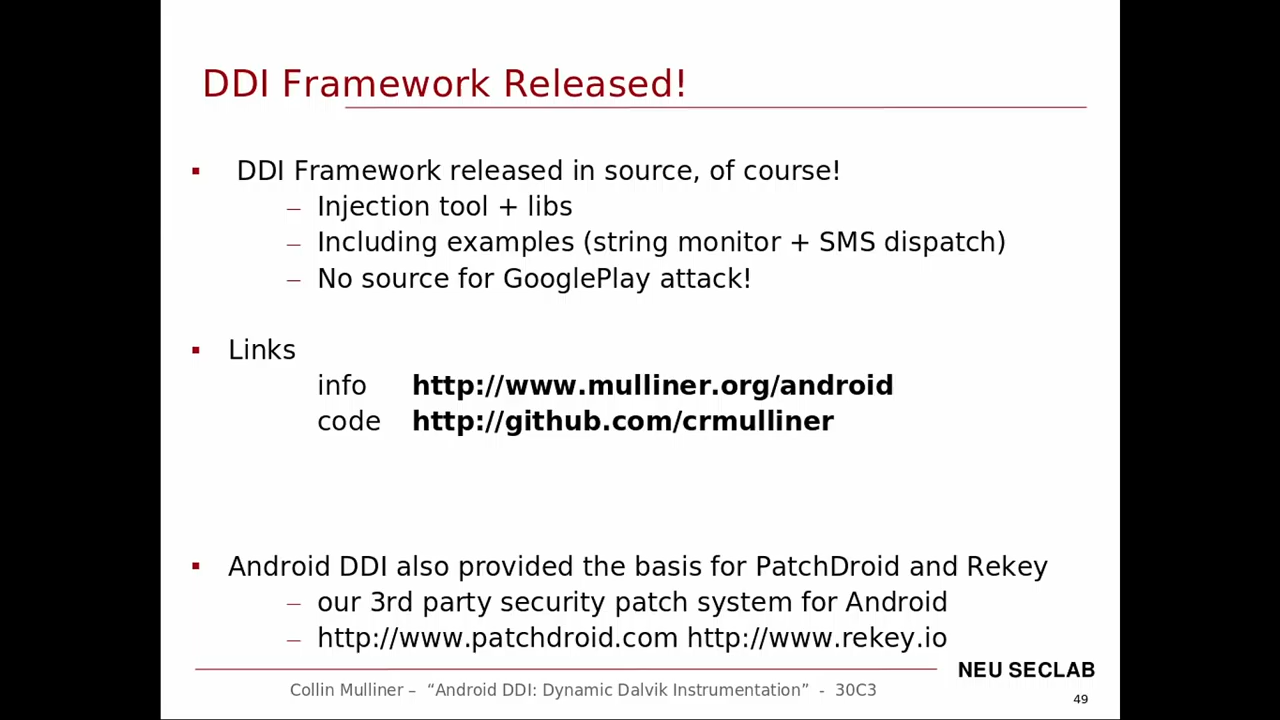 DDI Framework Released!
▪ DDI Framework released in source, of course!
– Injection tool + libs
– Including examples (string monitor + SMS dispatch)
– No source for GooglePlay attack!
▪ Links
info http://www.mulliner.org/android
code http://github.com/crmulliner
▪ Android DDI also provided the basis for PatchDroid and Rekey
– our 3rd party security patch system for Android
– http://www.patchdroid.com http://www.rekey.io
NEU SECLAB
Collin Mulliner – “Android DDI: Dynamic Dalvik Instrumentation” - 30C3
49